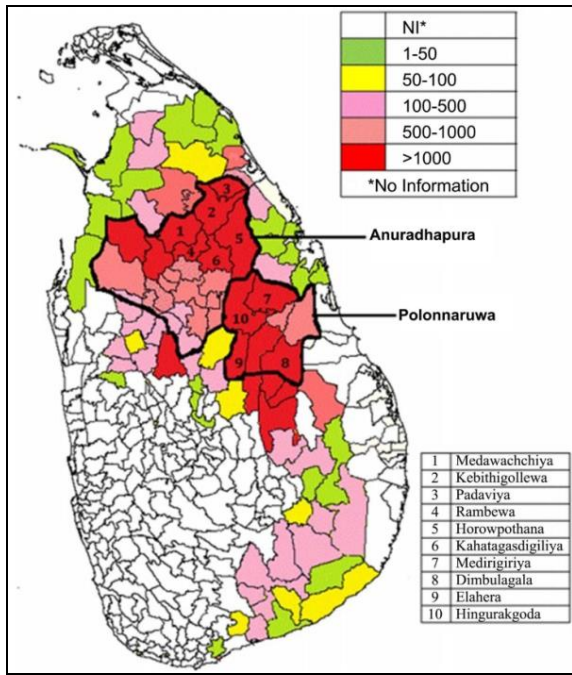 NI*
1-50
50-100
100-500
500-1000
>1000
*No Information
Anuradhapura
Polonnaruwa
3
2
1
5
4
6
7
10
9
8
1 Medawachchiya
2 Kebithigollewa
3 Padaviya
4 Rambewa
5 Horowpothana
6 Kahatagasdigiliya
7 Medirigiriya
8 Dimbulagala
9 Elahera
10 Hingurakgoda